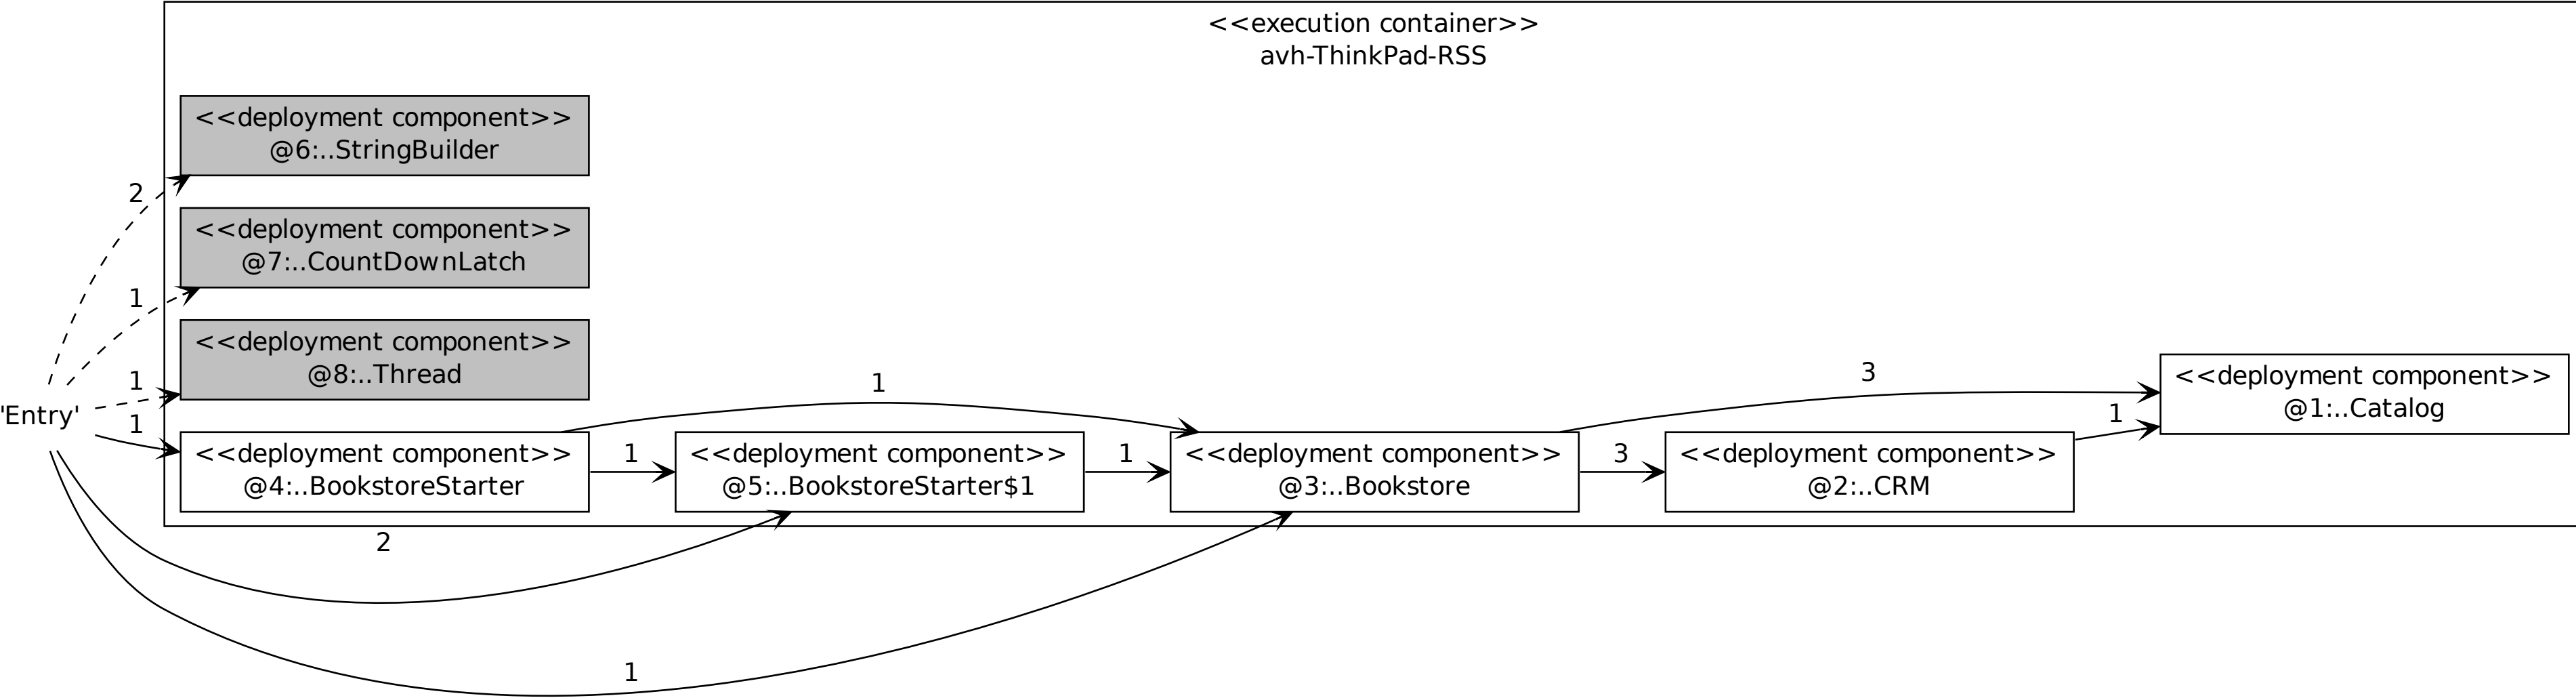 <<execution container>>
avh-ThinkPad-RSS
<<deployment component>>
@6:..StringBuilder
2
<<deployment component>>
@7:..CountDownLatch
1
<<deployment component>>
@8:..Thread
1
'Entry'
1
<<deployment component>>
@4:..BookstoreStarter
1
1
<<deployment component>>
@5:..BookstoreStarter$1
1
<<deployment component>>
@3:..Bookstore
3
3
<<deployment component>>
@2:..CRM
1
<<deployment component>>
@1:..Catalog
2
1